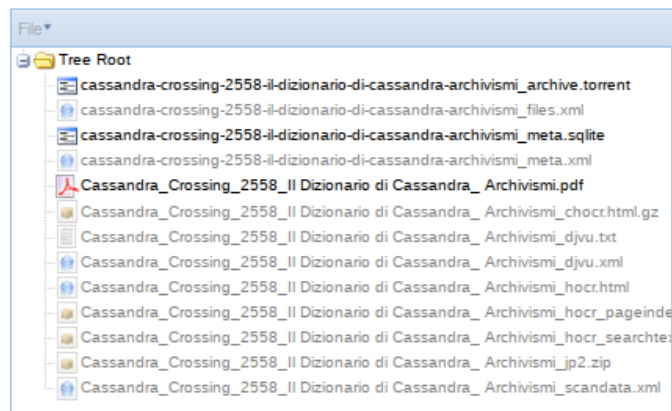 File
Tree Root
cassandra-crossing-2558-il-dizionario-di-cassandra-archivismi_archive.torrent
cassandra-crossing-2558-il-dizionario-di-cassandra-archivismi_files.xml
cassandra-crossing-2558-il-dizionario-di-cassandra-archivismi_meta.sqlite
cassandra-crossing-2558-il-dizionario-di-cassandra-archivismi_meta.xml
Cassandra_Crossing_2558_Il Dizionario di Cassandra_ Archivismi.pdf
Cassandra_Crossing_2558_Il Dizionario di Cassandra_ Archivismi_chocr.html.gz
Cassandra_Crossing_2558_Il Dizionario di Cassandra_ Archivismi_djvu.txt
Cassandra_Crossing_2558_Il Dizionario di Cassandra_ Archivismi_djvu.xml
Cassandra_Crossing_2558_Il Dizionario di Cassandra_ Archivismi_hocr.html
Cassandra_Crossing_2558_Il Dizionario di Cassandra_ Archivismi_hocr_pageinde
Cassandra_Crossing_2558_Il Dizionario di Cassandra_ Archivismi_hocr_searchte
Cassandra_Crossing_2558_Il Dizionario di Cassandra_ Archivismi_jp2.zip
Cassandra_Crossing_2558_Il Dizionario di Cassandra_ Archivismi_scandata.xml